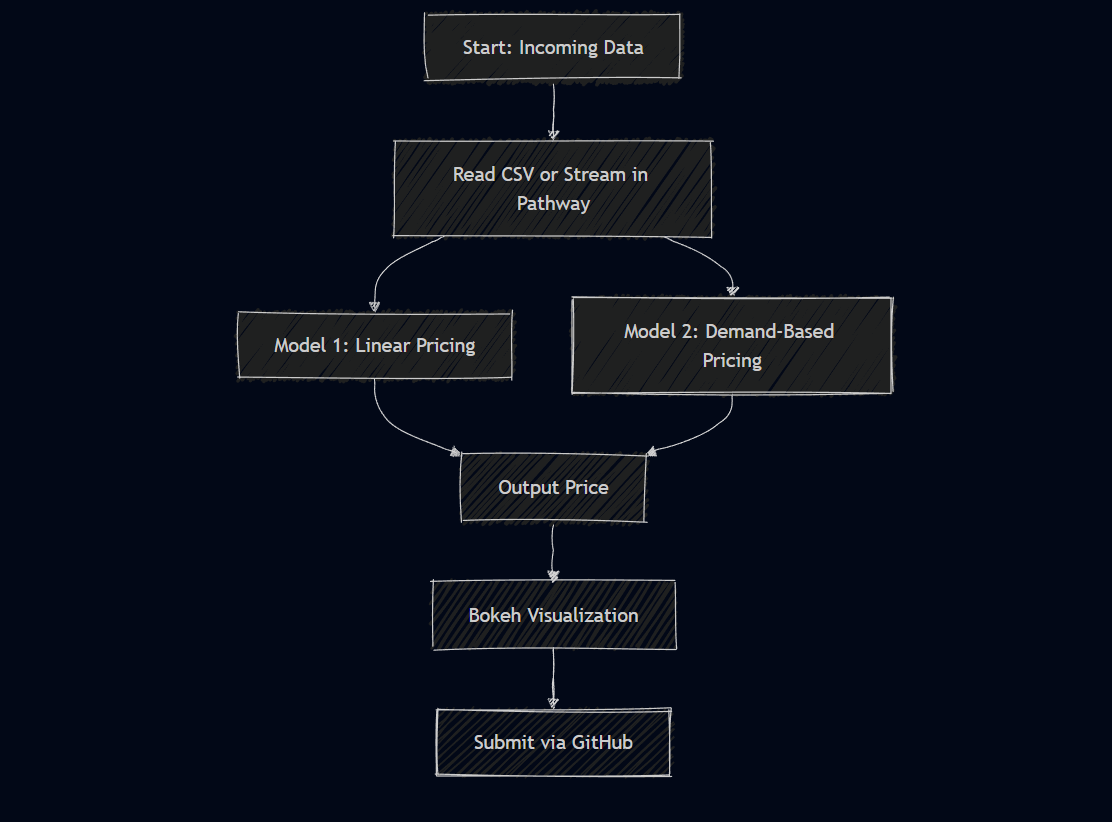 Start: Incoming Data
Read CSV or Stream in
Pathway
Model 1: Linear Pricing
Model 2: Demand-Based
Pricing
Output Price
Bokeh Visualization
Submit via GitHub